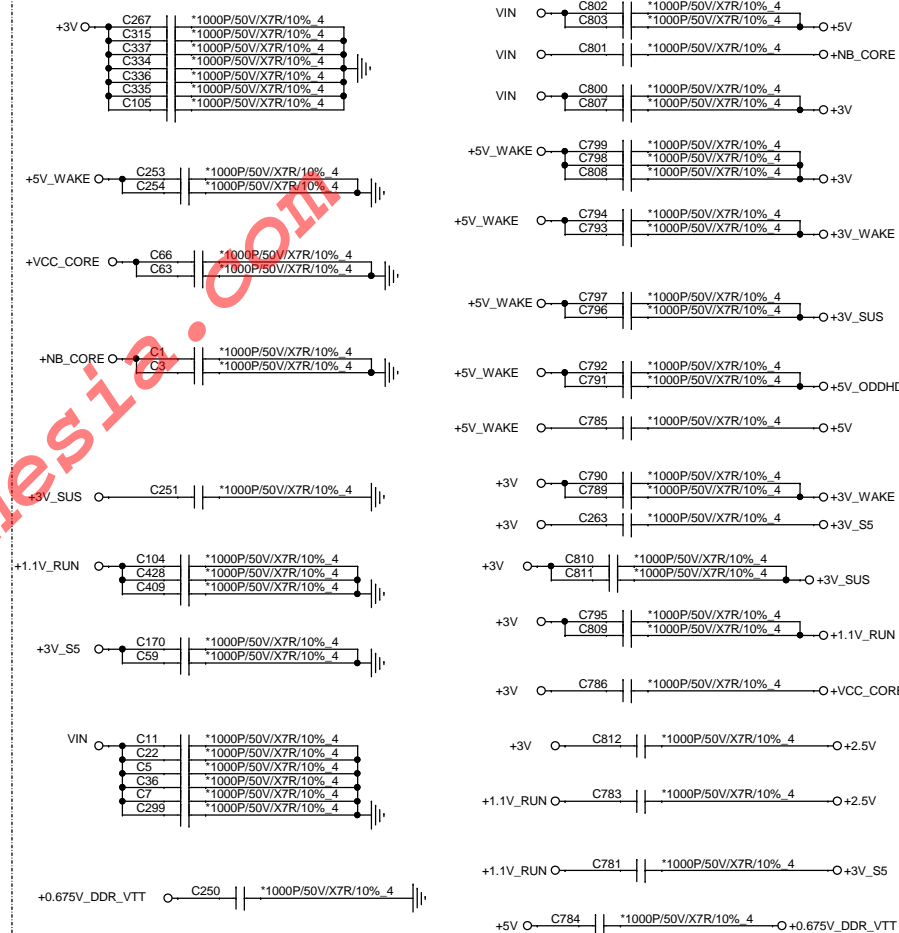 +3V
C267 *1000P/50V/X7R/10%_4
C315 *1000P/50V/X7R/10%_4
C337 *1000P/50V/X7R/10%_4
C334 *1000P/50V/X7R/10%_4
C336 *1000P/50V/X7R/10%_4
C335 *1000P/50V/X7R/10%_4
C105 *1000P/50V/X7R/10%_4
+5V_WAKE
C253 *1000P/50V/X7R/10%_4
C254 *1000P/50V/X7R/10%_4
+VCC_CORE
C66 *1000P/50V/X7R/10%_4
C63 *1000P/50V/X7R/10%_4
+NB_CORE
C1 *1000P/50V/X7R/10%_4
C3 *1000P/50V/X7R/10%_4
+3V_SUS C251 *1000P/50V/X7R/10%_4
+1.1V_RUN
C104 *1000P/50V/X7R/10%_4
C428 *1000P/50V/X7R/10%_4
C409 *1000P/50V/X7R/10%_4
+3V_S5
C170 *1000P/50V/X7R/10%_4
C59 *1000P/50V/X7R/10%_4
VIN
C11 *1000P/50V/X7R/10%_4
C22 *1000P/50V/X7R/10%_4
C5 *1000P/50V/X7R/10%_4
C36 *1000P/50V/X7R/10%_4
C7 *1000P/50V/X7R/10%_4
C299 *1000P/50V/X7R/10%_4
+0.675V_DDR_VTT C250 *1000P/50V/X7R/10%_4
VIN
C802 *1000P/50V/X7R/10%_4
C803 *1000P/50V/X7R/10%_4
+5V
VIN C801 *1000P/50V/X7R/10%_4 +NB_CORE
VIN
C800 *1000P/50V/X7R/10%_4
C807 *1000P/50V/X7R/10%_4
+3V
+5V_WAKE
C799 *1000P/50V/X7R/10%_4
C798 *1000P/50V/X7R/10%_4
C808 *1000P/50V/X7R/10%_4
+3V
+5V_WAKE
C794 *1000P/50V/X7R/10%_4
C793 *1000P/50V/X7R/10%_4
+3V_WAKE
+5V_WAKE
C797 *1000P/50V/X7R/10%_4
C796 *1000P/50V/X7R/10%_4
+3V_SUS
+5V_WAKE
C792 *1000P/50V/X7R/10%_4
C791 *1000P/50V/X7R/10%_4
+5V_ODDHD
+5V_WAKE C785 *1000P/50V/X7R/10%_4 +5V
+3V
C790 *1000P/50V/X7R/10%_4
C789 *1000P/50V/X7R/10%_4
+3V_WAKE
+3V C263 *1000P/50V/X7R/10%_4 +3V_S5
+3V
C810 *1000P/50V/X7R/10%_4
C811 *1000P/50V/X7R/10%_4
+3V_SUS
+3V
C795 *1000P/50V/X7R/10%_4
C809 *1000P/50V/X7R/10%_4
+1.1V_RUN
+3V C786 *1000P/50V/X7R/10%_4 +VCC_CORE
+3V C812 *1000P/50V/X7R/10%_4 +2.5V
+1.1V_RUN C783 *1000P/50V/X7R/10%_4 +2.5V
+1.1V_RUN C781 *1000P/50V/X7R/10%_4 +3V_S5
+5V C784 *1000P/50V/X7R/10%_4 +0.675V_DDR_VTT
esia.com